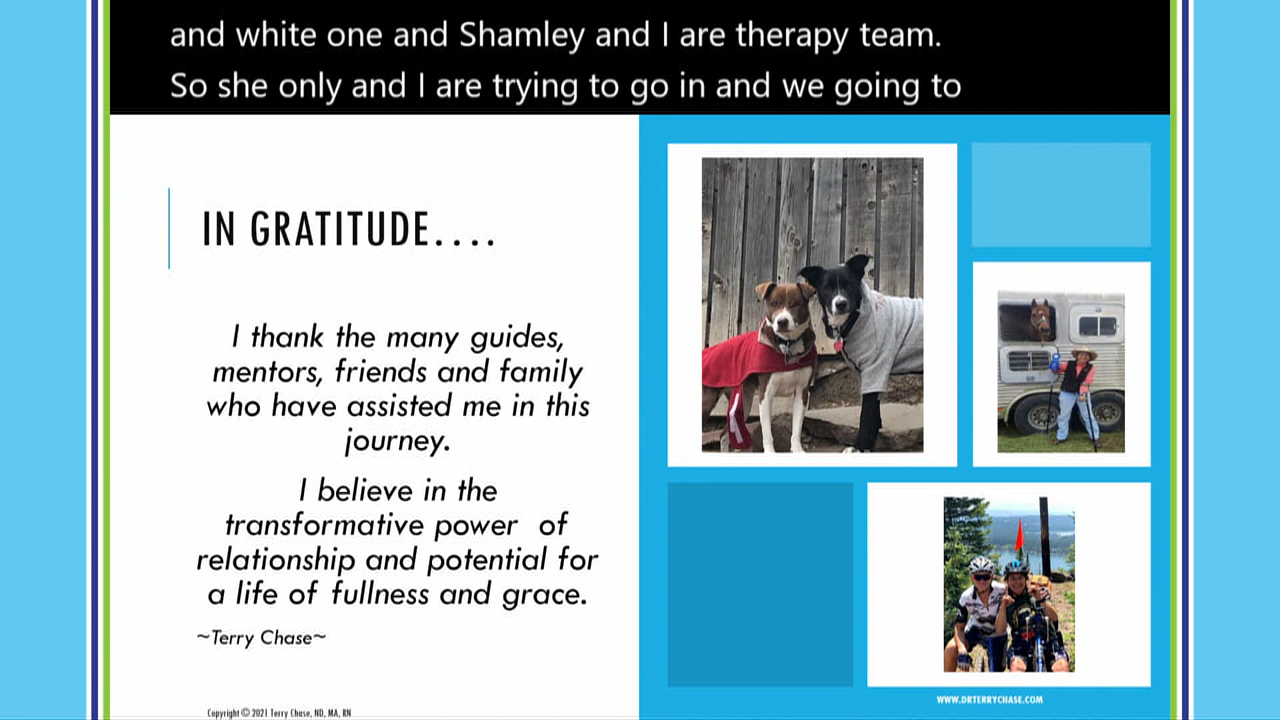 and white one and Shamley and I are therapy team.
So she only and I are trying to go in and we going to
IN GRATITUDE....
I thank the many guides,
mentors, friends and family
who have assisted me in this
journey.
I believe in the
transformative power of
relationship and potential for
a life of fullness and grace.
~Terry Chase~
Copyright © 2021 Terry Chase, ND, MA, RN
WWW.DRTERRYCHASE.COM